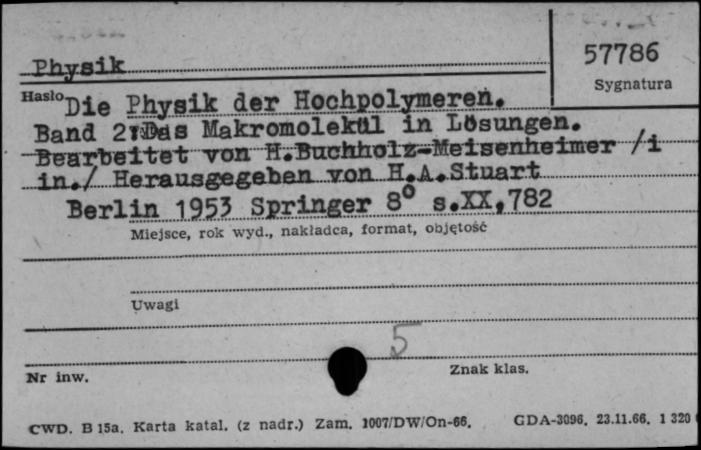 57786
Physik
Sygnatura
Hasło Die Physik der Hochpolymeren.
Band 2: Das Makromolekül in Lösungen.
Bearbeitet von H.Buchholz-Meisenheimer /i
in./ Herausgegeben von H.A.Stuart
Berlin 1953 Springer 8° s.XX,782
Miejsce, rok wyd., nakładca, format, objętość
Uwagi
5
Nr inw.
Znak klas.
CWD. B 15a. Karta katal. (z nadr.) Zam. 1007/DW/On-66. GDA-3096. 23.11.66. 1 320